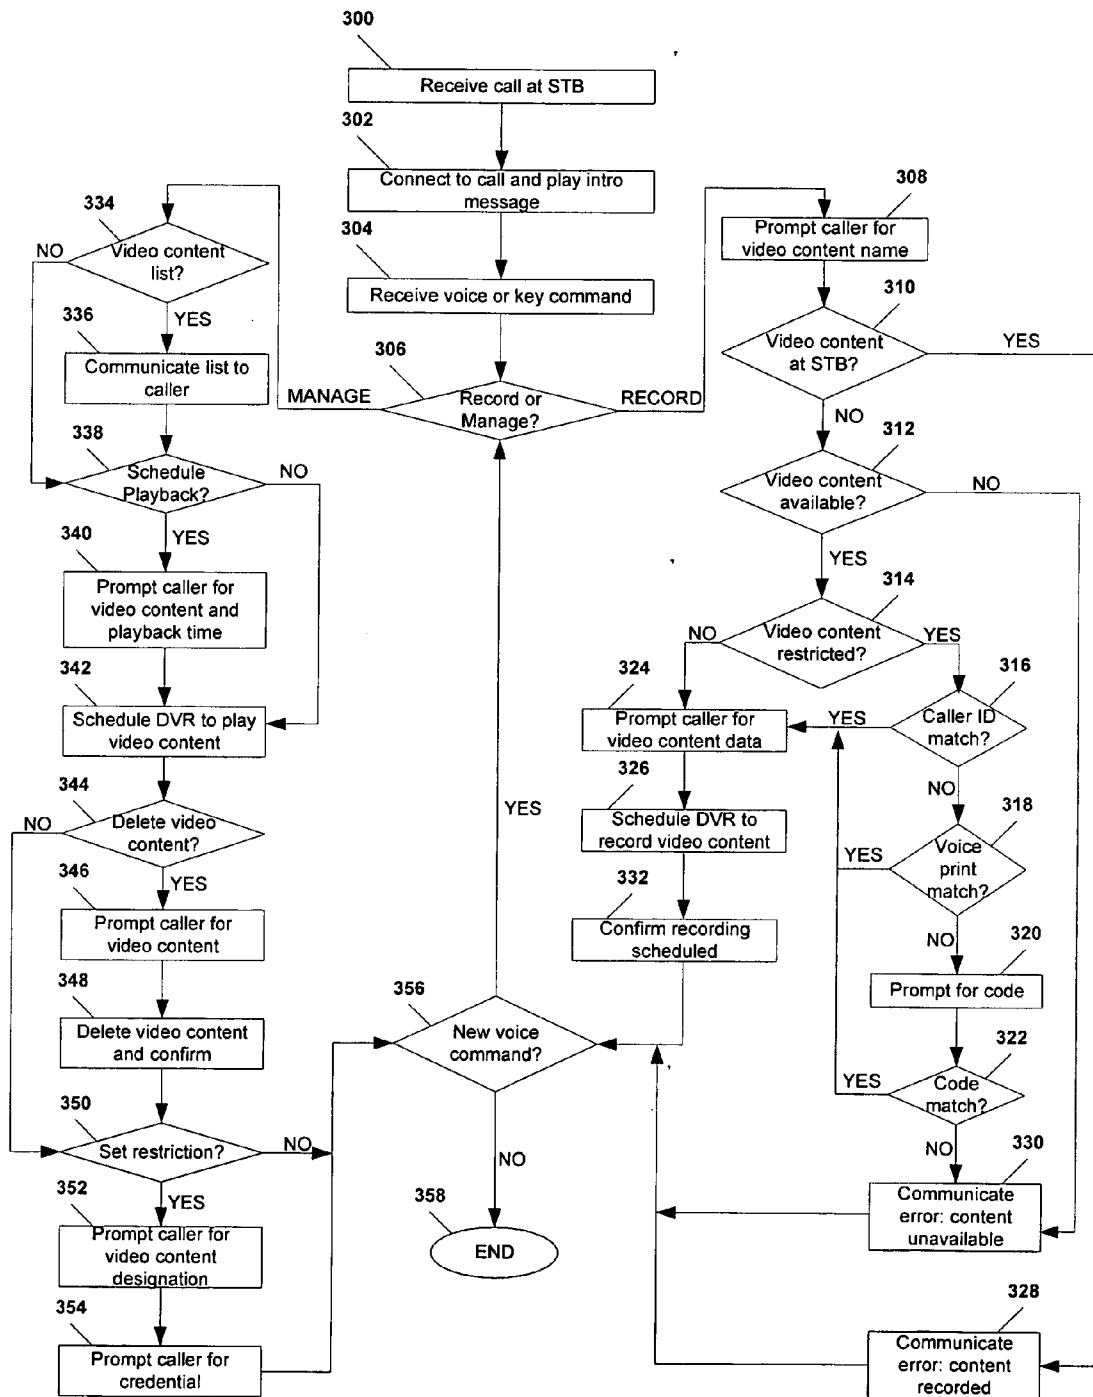 300
Receive call at STB
302
Connect to call and play intro
message
304
Receive voice or key command
306
Record or
Manage?
MANAGE
RECORD
334
Video content
list?
NO
YES
336
Communicate list to
caller
338
Schedule
Playback?
NO
YES
340
Prompt caller for
video content and
playback time
342
Schedule DVR to play
video content
344
Delete video
content?
NO
YES
346
Prompt caller for
video content
348
Delete video content
and confirm
350
Set restriction?
NO
YES
352
Prompt caller for
video content
designation
354
Prompt caller for
credential
308
Prompt caller for
video content name
310
Video content
at STB?
YES
NO
312
Video content
available?
NO
YES
314
Video content
restricted?
NO
YES
316
Caller ID
match?
YES
NO
318
Voice
print
match?
YES
NO
320
Prompt for code
322
Code
match?
YES
NO
330
Communicate
error: content
unavailable
328
Communicate
error: content
recorded
324
Prompt caller for
video content data
326
Schedule DVR to
record video content
332
Confirm recording
scheduled
356
New voice
command?
YES
NO
358
END